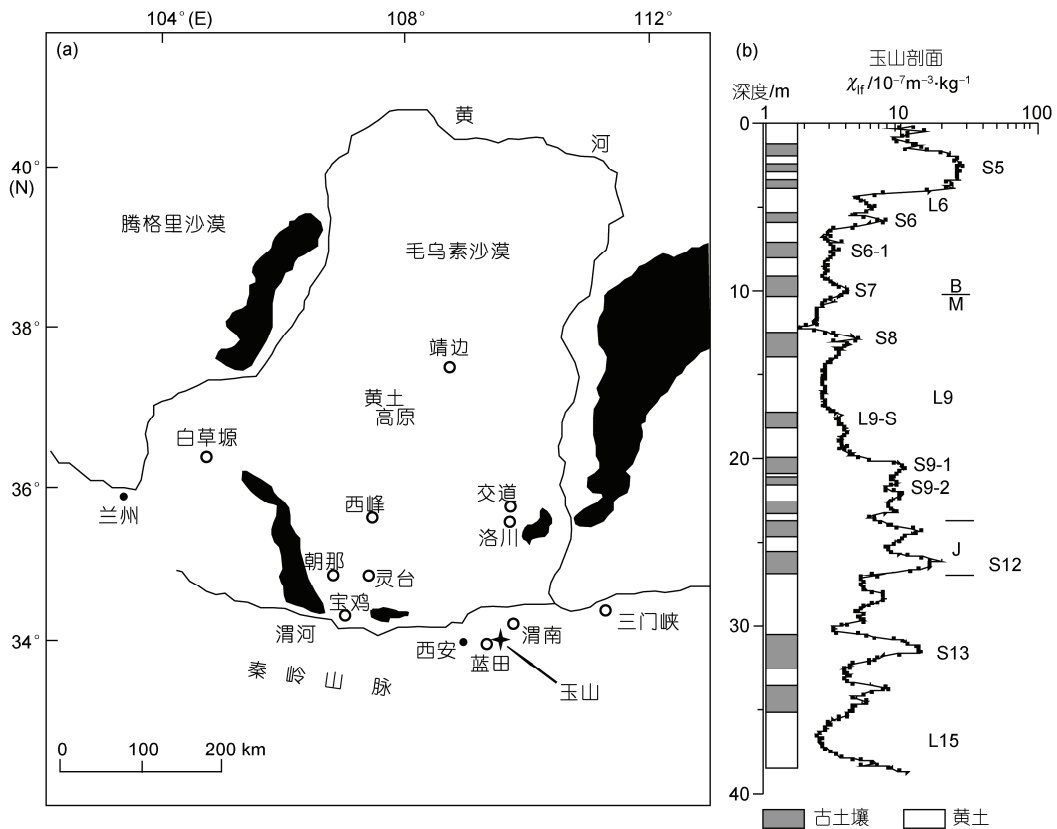 104°(E)
108°
112°
(a)
黄
河
40°
(N)
腾格里沙漠
毛乌素沙漠
38°
靖边
黄土
高原
白草塬
36°
兰州
西峰
交道
洛川
朝那
灵台
宝鸡
渭河
34°
三门峡
渭南
西安
蓝田
玉山
秦岭山脉
0 100 200 km
(b)
玉山剖面
χlf /10⁻⁷m⁻³·kg⁻¹
深度/m
1 10 100
0
S5
L6
S6
S6-1
S7
10
B
M
S8
L9
L9-S
20
S9-1
S9-2
J
S12
30
S13
L15
40
古土壤
黄土